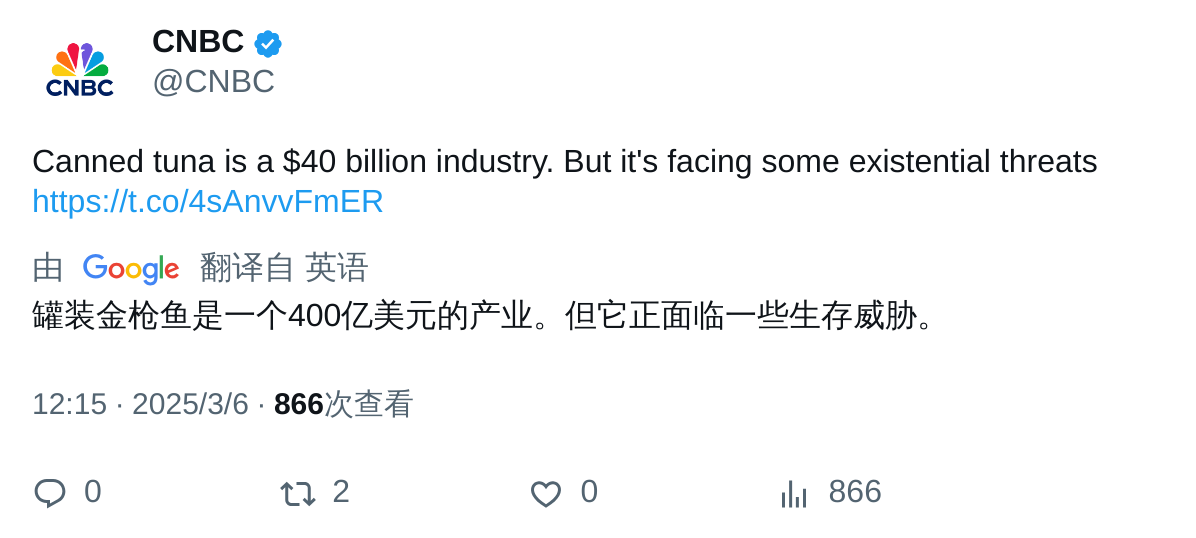 CNBC
CNBC
@CNBC
Canned tuna is a $40 billion industry. But it's facing some existential threats
https://t.co/4sAnvvFmER
由 Google 翻译自 英语
罐装金枪鱼是一个400亿美元的产业。但它正面临一些生存威胁。
12:15 · 2025/3/6 · 866次查看
0 2 0 866